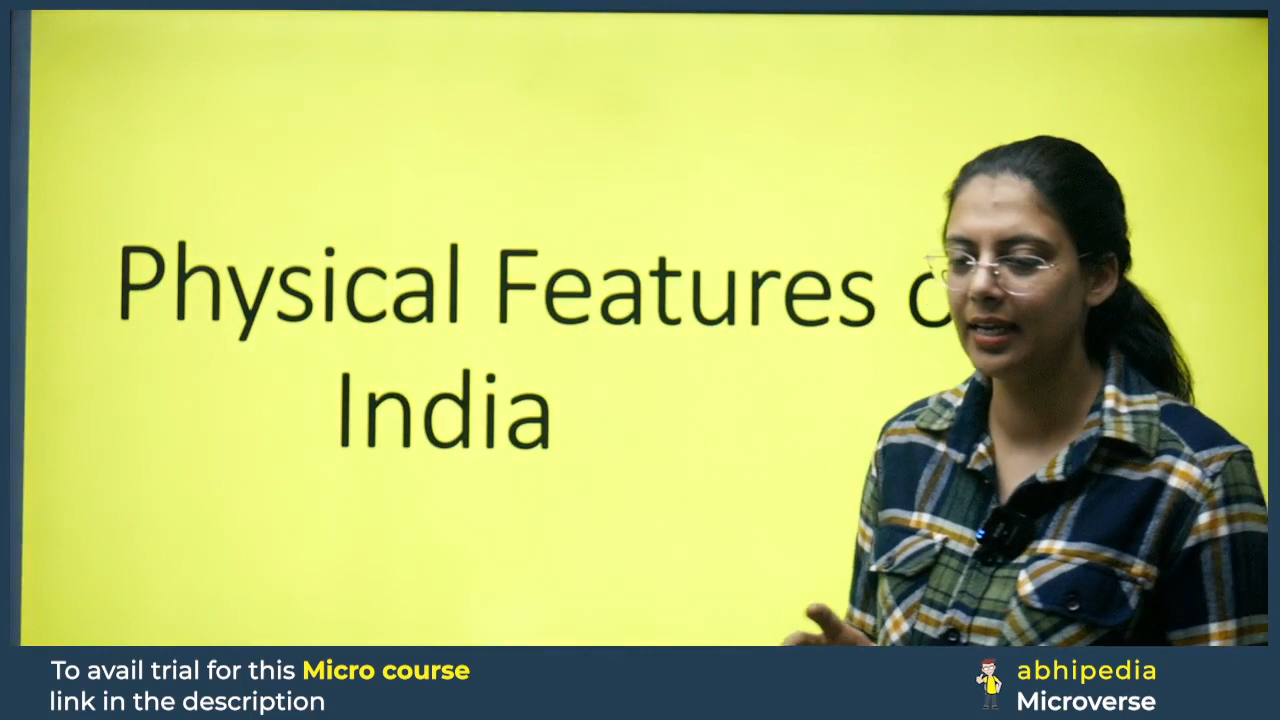 Physical Features o
India
To avail trial for this Micro course
link in the description
abhipedia
Microverse